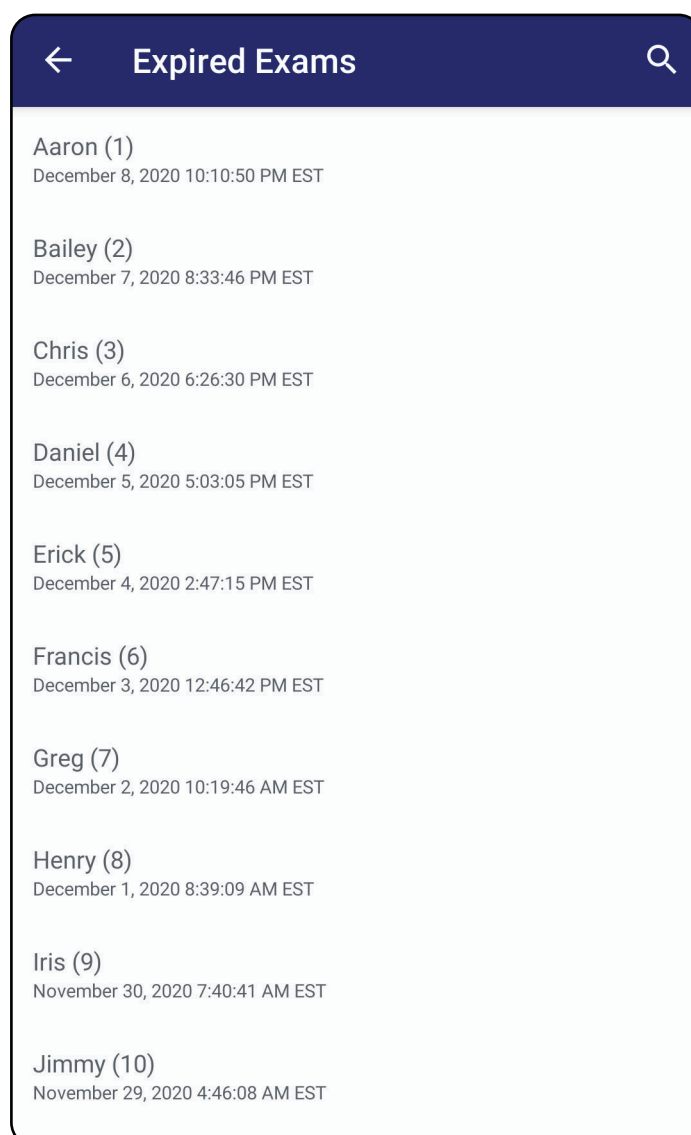 Expired Exams
Aaron (1)
December 8, 2020 10:10:50 PM EST
Bailey (2)
December 7, 2020 8:33:46 PM EST
Chris (3)
December 6, 2020 6:26:30 PM EST
Daniel (4)
December 5, 2020 5:03:05 PM EST
Erick (5)
December 4, 2020 2:47:15 PM EST
Francis (6)
December 3, 2020 12:46:42 PM EST
Greg (7)
December 2, 2020 10:19:46 AM EST
Henry (8)
December 1, 2020 8:39:09 AM EST
Iris (9)
November 30, 2020 7:40:41 AM EST
Jimmy (10)
November 29, 2020 4:46:08 AM EST